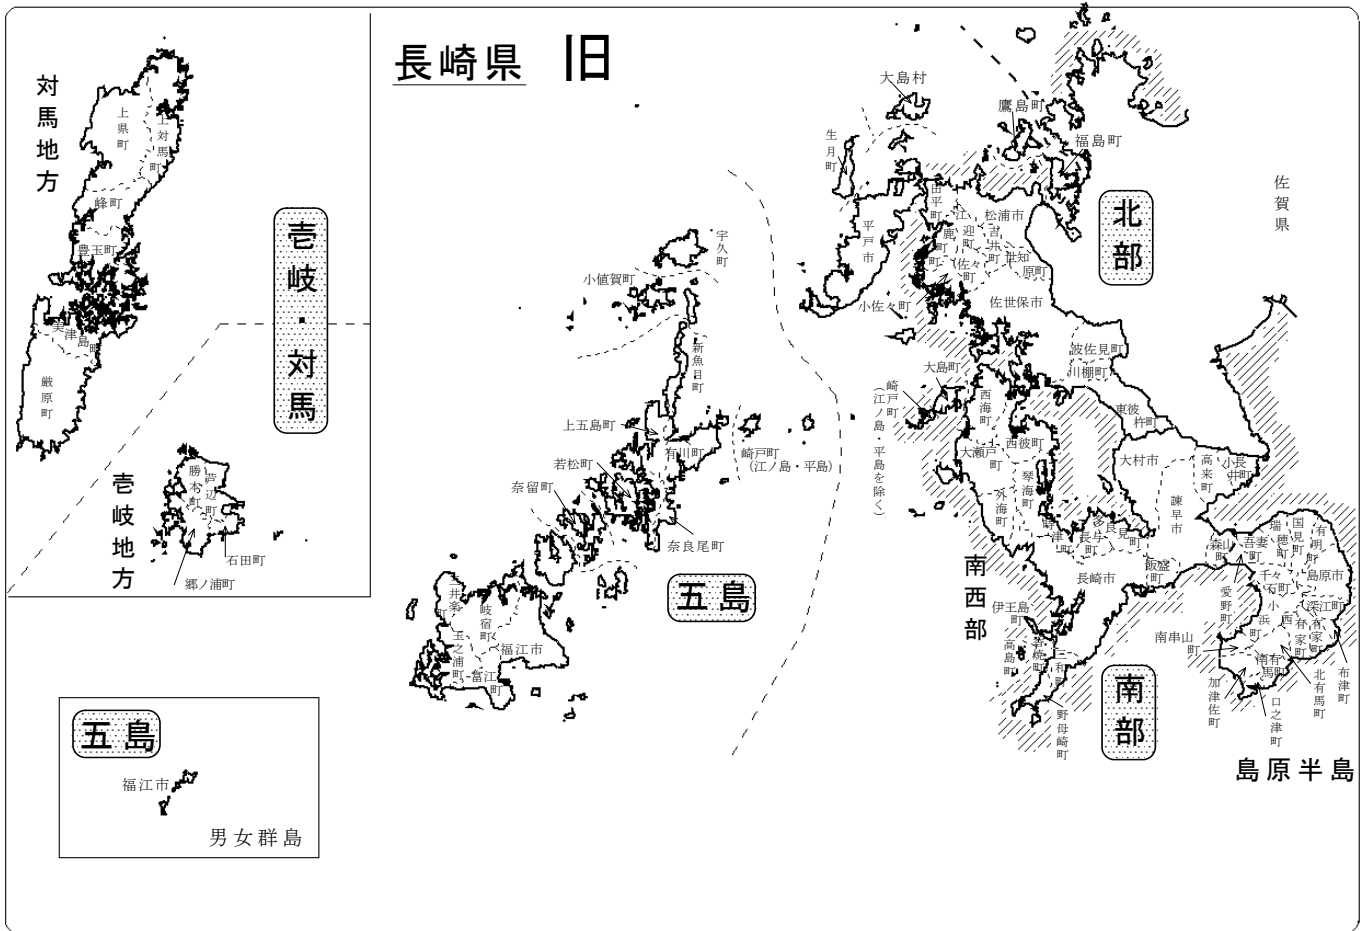 長崎県 旧
対馬地方
上県町
上対馬町
峰町
豊玉町
美津島町
厳原町
壱岐・対馬
壱岐地方
勝本町
芦辺町
石田町
郷ノ浦町
五島
福江市
男女群島
宇久町
小値賀町
新魚目町
上五島町
有川町
若松町
奈留町
奈良尾町
崎戸町
(江ノ島・平島)
五島
三井楽町
岐宿町
玉之浦町
富江町
福江市
大島村
生月町
平戸市
田平町
鷹島町
福島町
北部
佐賀県
松浦市
江迎町
鹿町町
吉井町
世知原町
佐々町
小佐々町
佐世保市
波佐見町
川棚町
東彼杵町
大島町
崎戸町
(江ノ島・平島を除く)
西海町
西彼町
大瀬戸町
琴海町
外海町
時津町
長与町
多良見町
大村市
諫早市
高来町
小長井町
森山町
飯盛町
長崎市
南西部
伊王島町
高島町
香焼町
三和町
野母崎町
南部
吾妻町
瑞穂町
国見町
有明町
島原市
千々石町
愛野町
小浜町
深江町
西有家町
有家町
布津町
南串山町
加津佐町
南有馬町
北有馬町
口之津町
島原半島